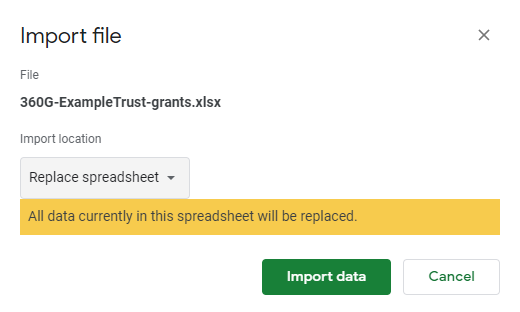 Import file
File
360G-ExampleTrust-grants.xlsx
Import location
Replace spreadsheet
All data currently in this spreadsheet will be replaced.
Import data
Cancel